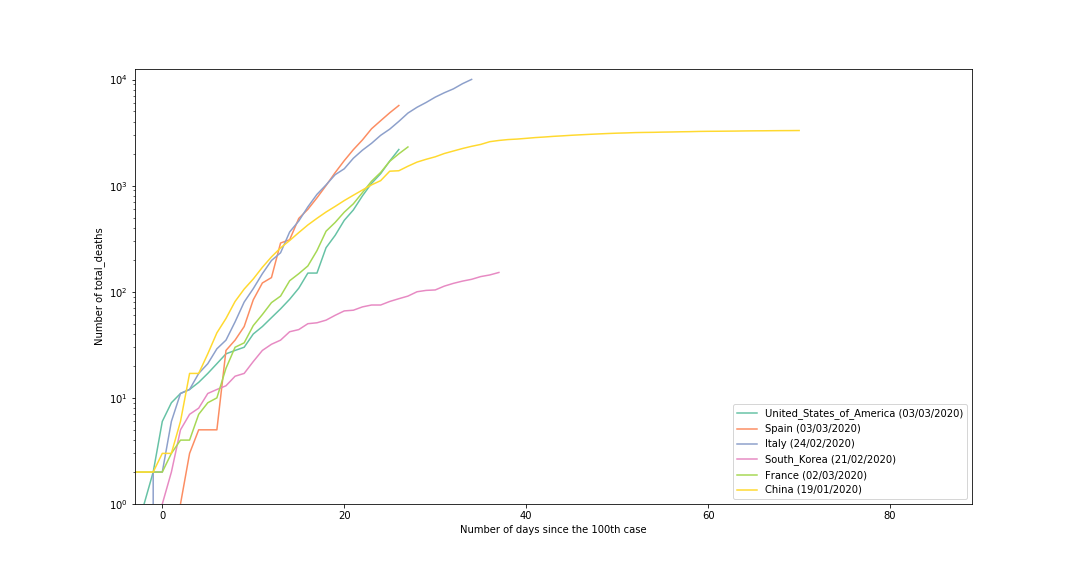 10⁴
10³
10²
10¹
10⁰
Number of total_deaths
0 20 40 60 80
Number of days since the 100th case
United_States_of_America (03/03/2020)
Spain (03/03/2020)
Italy (24/02/2020)
South_Korea (21/02/2020)
France (02/03/2020)
China (19/01/2020)